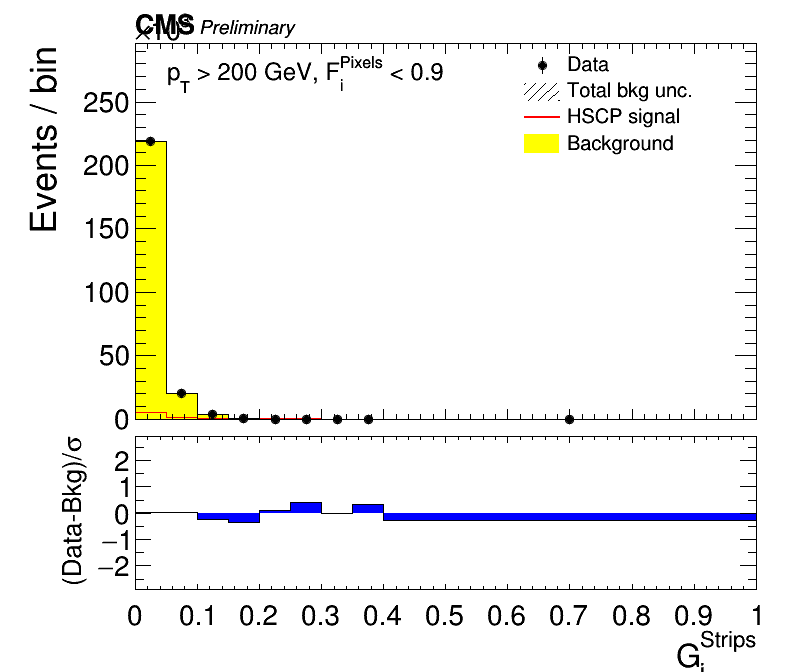 CMS Preliminary
p_T > 200 GeV, F_i^Pixels < 0.9
Data
Total bkg unc.
HSCP signal
Background
Events / bin
250
200
150
100
50
0
(Data-Bkg)/σ
2
1
0
−1
−2
0 0.1 0.2 0.3 0.4 0.5 0.6 0.7 0.8 0.9 1
G_i^Strips